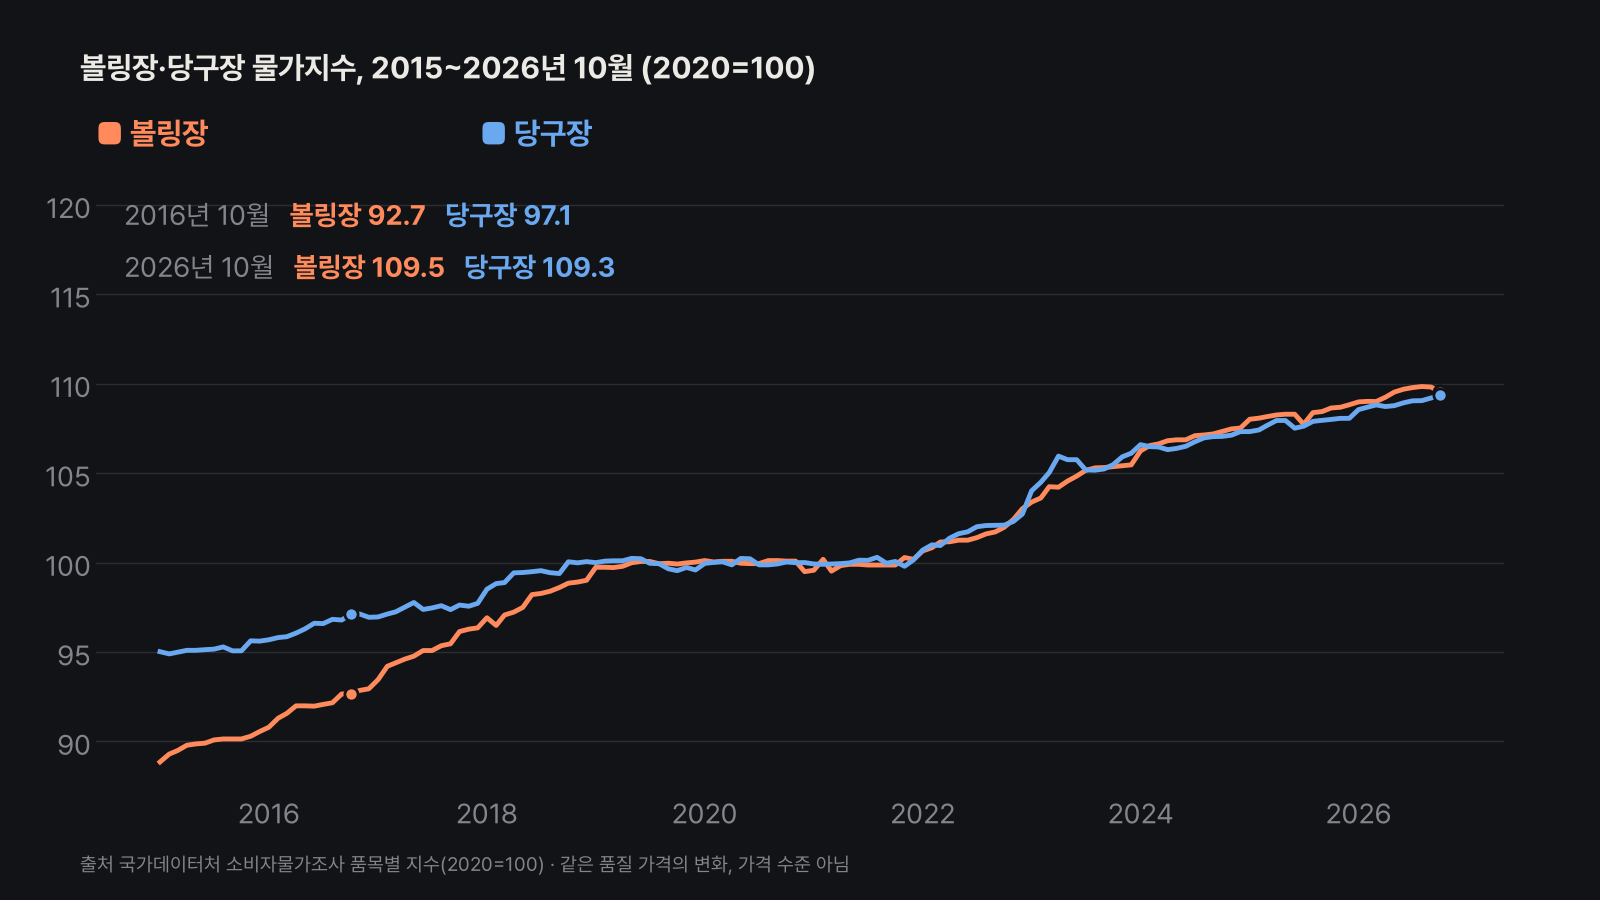 볼링장·당구장 물가지수, 2015~2026년 10월 (2020=100)
볼링장 당구장
120
2016년 10월 볼링장 92.7 당구장 97.1
2026년 10월 볼링장 109.5 당구장 109.3
115
110
105
100
95
90
2016 2018 2020 2022 2024 2026
출처 국가데이터처 소비자물가조사 품목별 지수(2020=100) · 같은 품질 가격의 변화, 가격 수준 아님